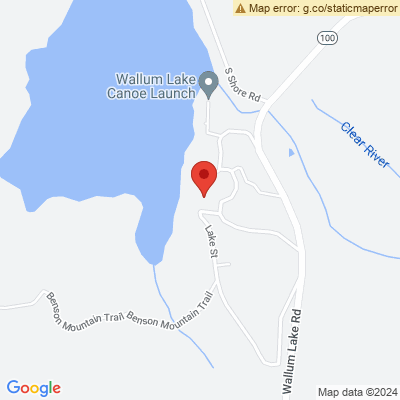 Map error: g.co/staticmaperror
100
Wallum Lake
Canoe Launch
S Shore Rd
Clear River
Lake St
Benson Mountain Trail
Benson Mountain Trail
Wallum Lake Rd
Google
Map data ©2024